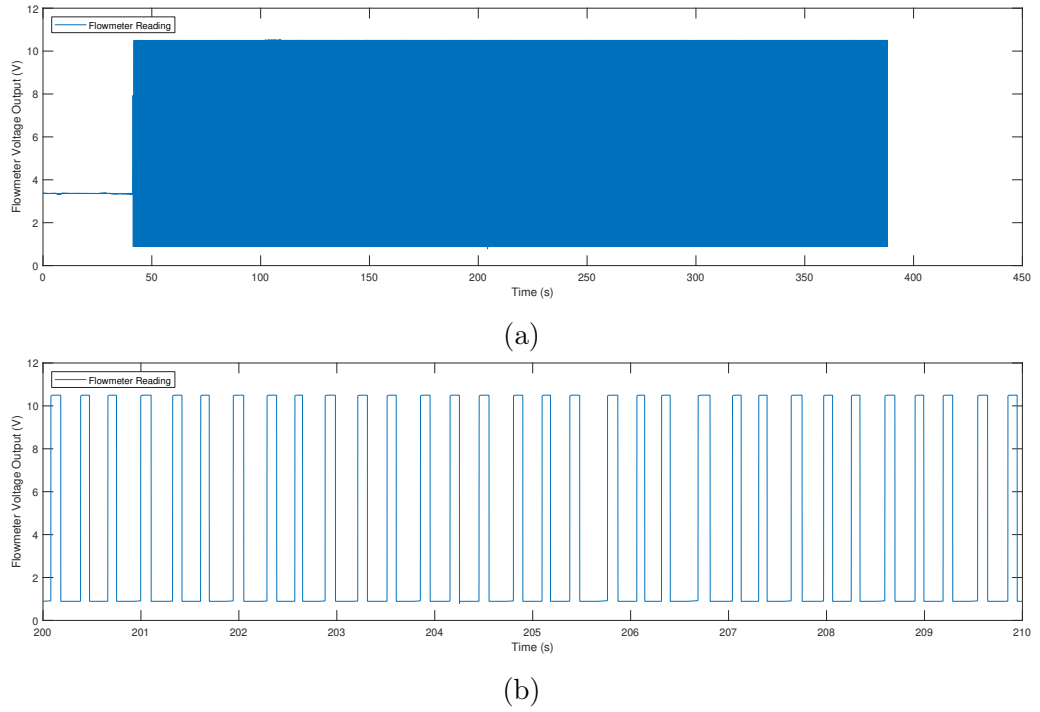 Flowmeter Reading
Flowmeter Voltage Output (V)
12
10
8
6
4
2
0
0 50 100 150 200 250 300 350 400 450
Time (s)
(a)
Flowmeter Reading
Flowmeter Voltage Output (V)
12
10
8
6
4
2
0
200 201 202 203 204 205 206 207 208 209 210
Time (s)
(b)